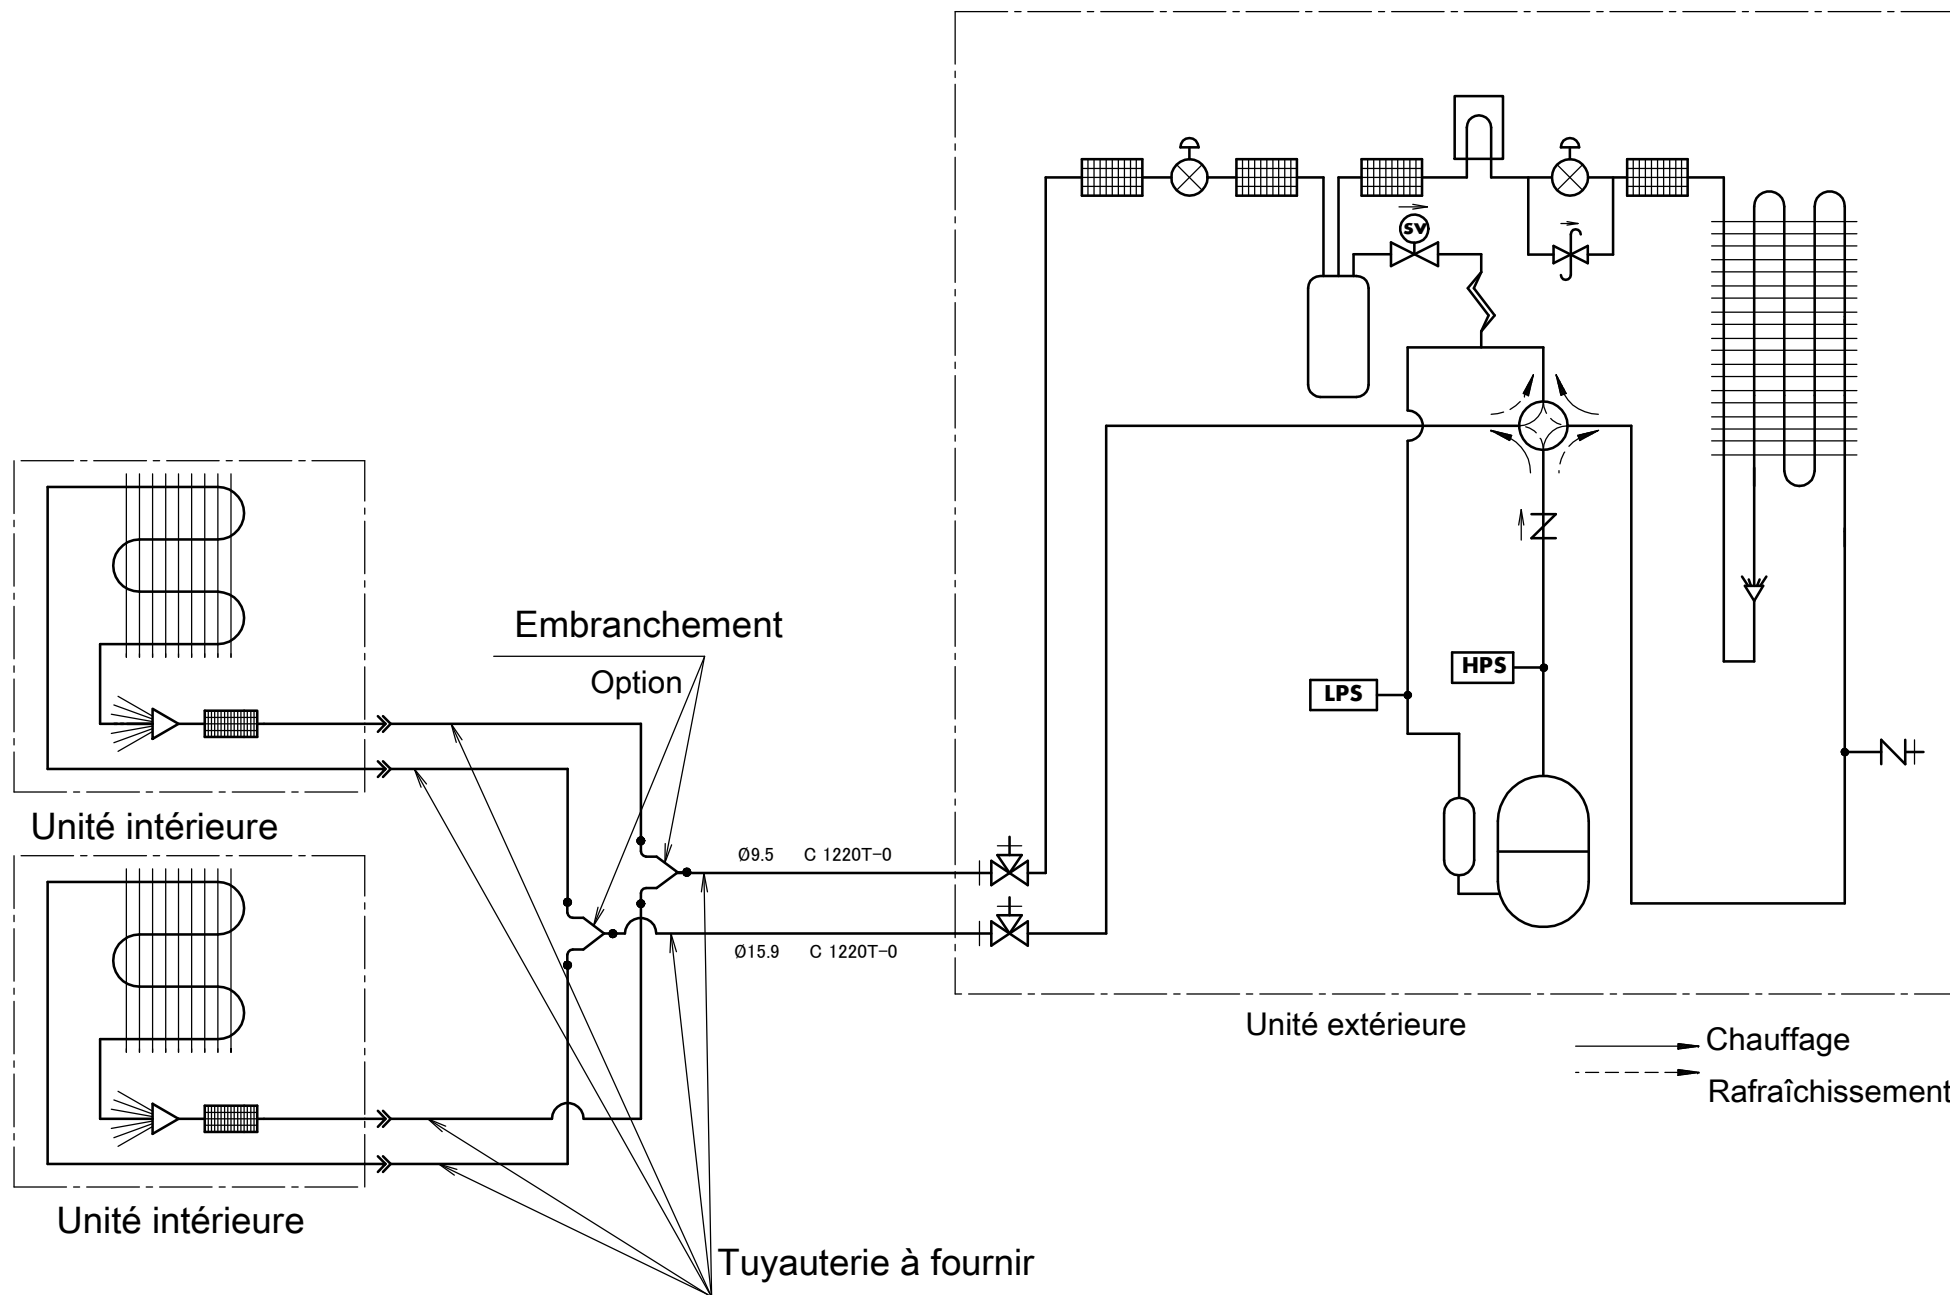 SV
Embranchement
Option
HPS
LPS
Unité intérieure
Ø9.5 C 1220T-0
Ø15.9 C 1220T-0
Unité extérieure
Chauffage
Rafraîchissement
Unité intérieure
Tuyauterie à fournir